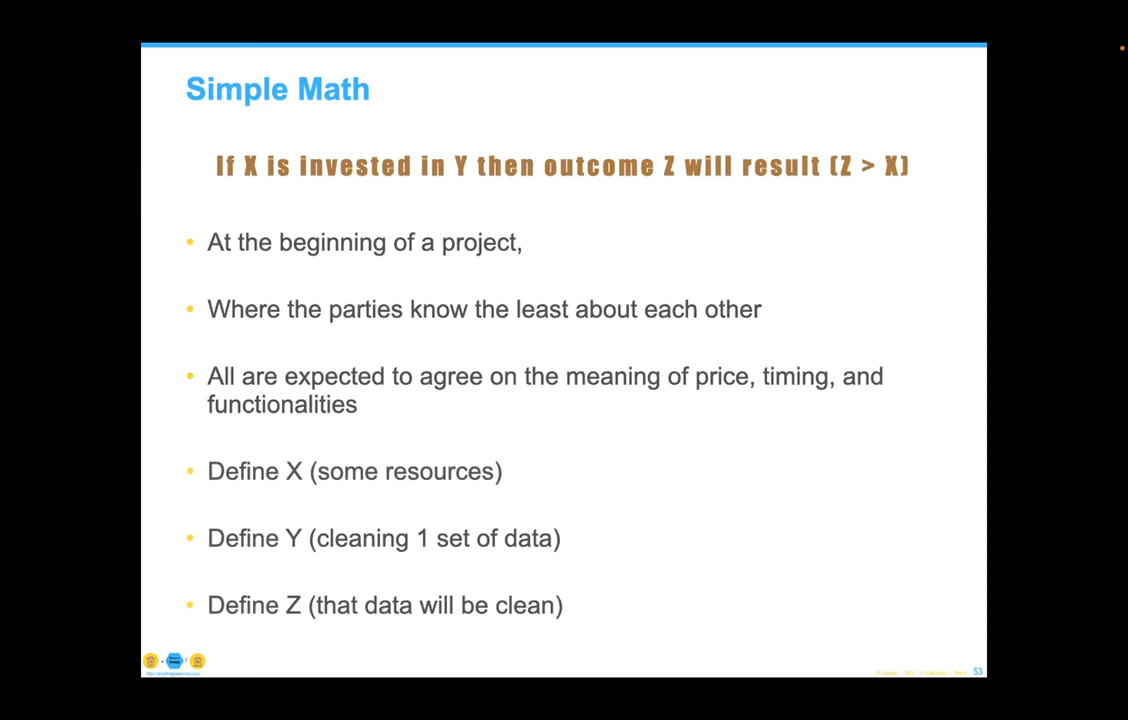 Simple Math
If X is invested in Y then outcome Z will result (Z > X)
• At the beginning of a project,
• Where the parties know the least about each other
• All are expected to agree on the meaning of price, timing, and
functionalities
• Define X (some resources)
• Define Y (cleaning 1 set of data)
• Define Z (that data will be clean)
53